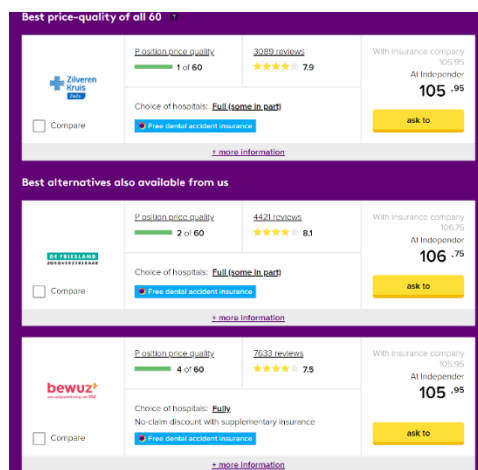 Best price-quality of all 60 ?
Position price quality
1 of 60
3089 reviews
7.9
With insurance company
105.95
At Independer
105 .95
Zilveren
Kruis
Choice of hospitals: Full (some in part)
Free dental accident insurance
Compare
ask to
+ more information
Best alternatives also available from us
Position price quality
2 of 60
4421 reviews
8.1
With insurance company
106.75
At Independer
106 .75
DE FRIESLAND
ZORGVERZEKERAAR
Choice of hospitals: Full (some in part)
Free dental accident insurance
Compare
ask to
+ more information
Position price quality
4 of 60
7633 reviews
7.5
With insurance company
105.95
At Independer
105 .95
bewuz
Choice of hospitals: Fully
No-claim discount with supplementary insurance
Free dental accident insurance
Compare
ask to
+ more information